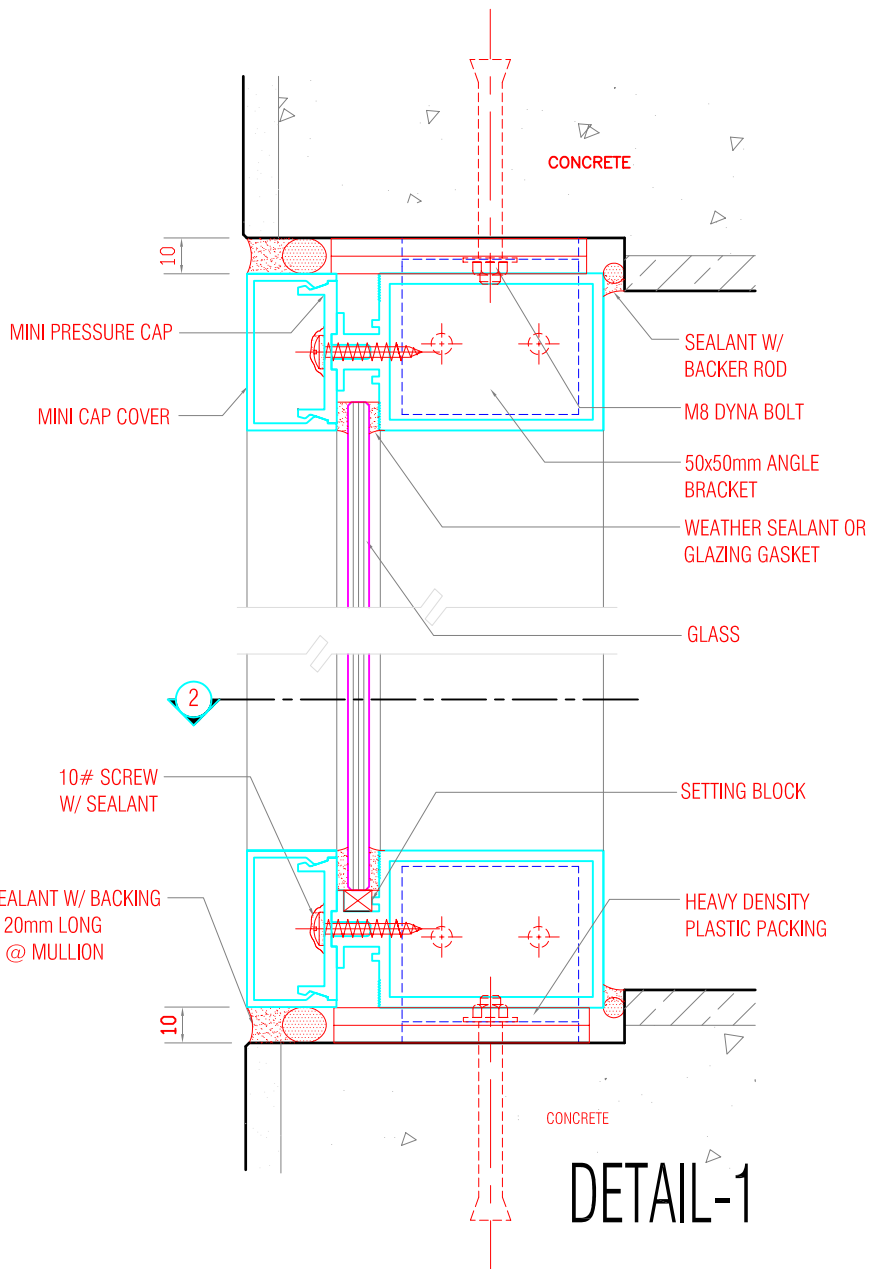 CONCRETE
10
MINI PRESSURE CAP
MINI CAP COVER
SEALANT W/
BACKER ROD
M8 DYNA BOLT
50x50mm ANGLE
BRACKET
WEATHER SEALANT OR
GLAZING GASKET
GLASS
2
10# SCREW
W/ SEALANT
SETTING BLOCK
EALANT W/ BACKING
20mm LONG
@ MULLION
HEAVY DENSITY
PLASTIC PACKING
10
CONCRETE
DETAIL-1